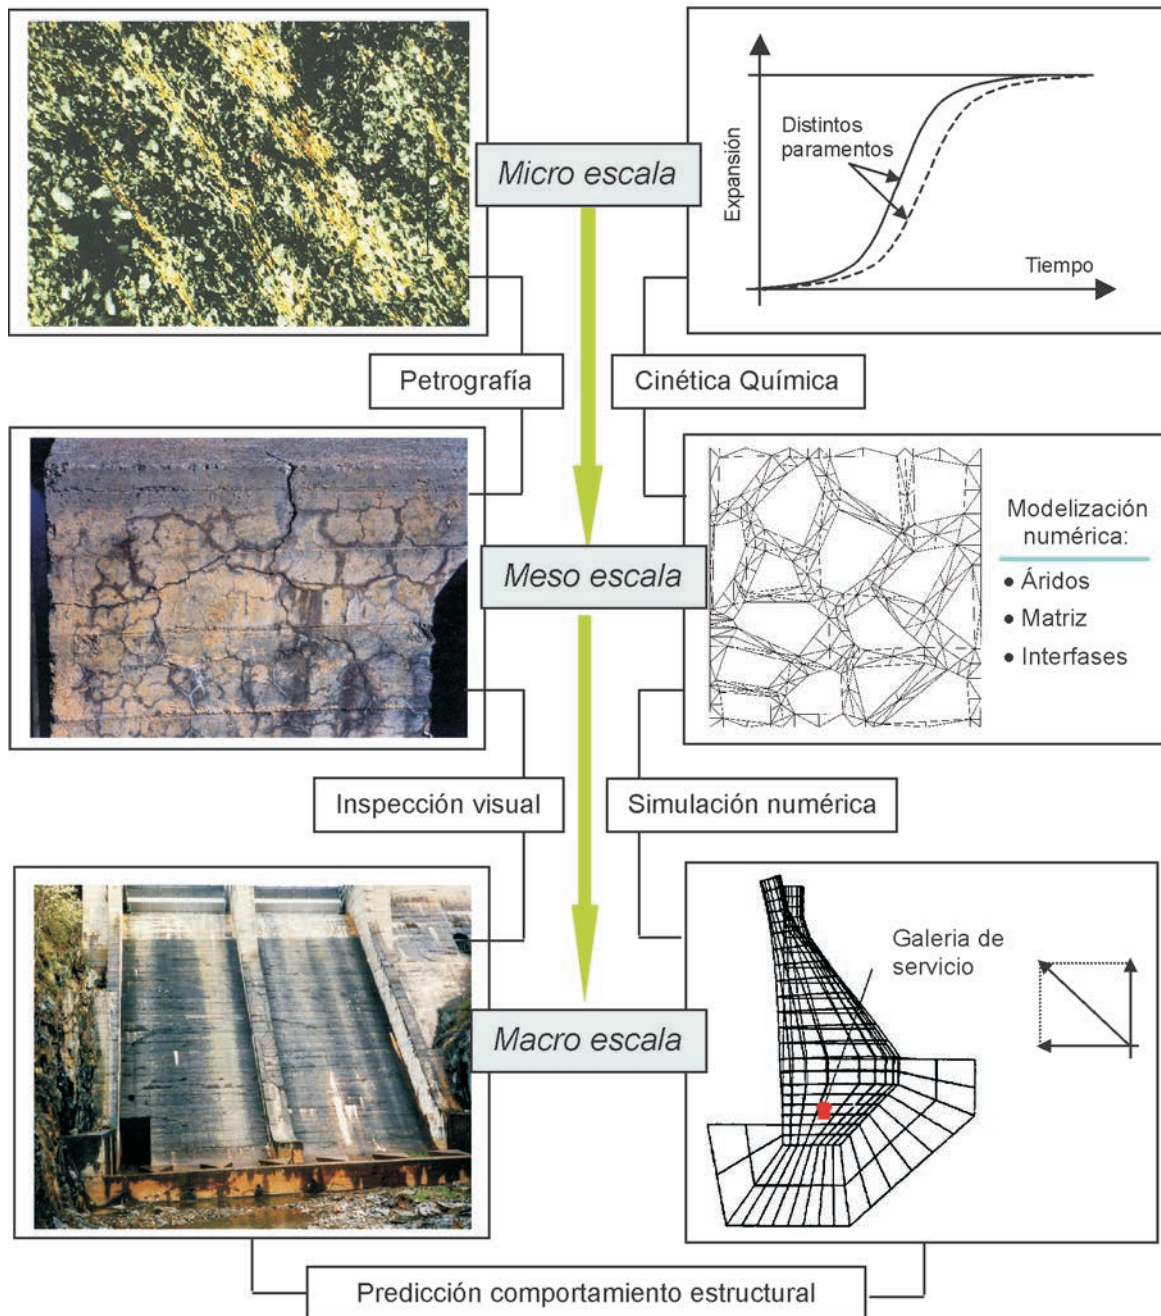 Micro escala
Expansión
Distintos
paramentos
Tiempo
Petrografía
Cinética Química
Meso escala
Modelización
numérica:
● Áridos
● Matriz
● Interfases
Inspección visual
Simulación numérica
Macro escala
Galeria de
servicio
Predicción comportamiento estructural